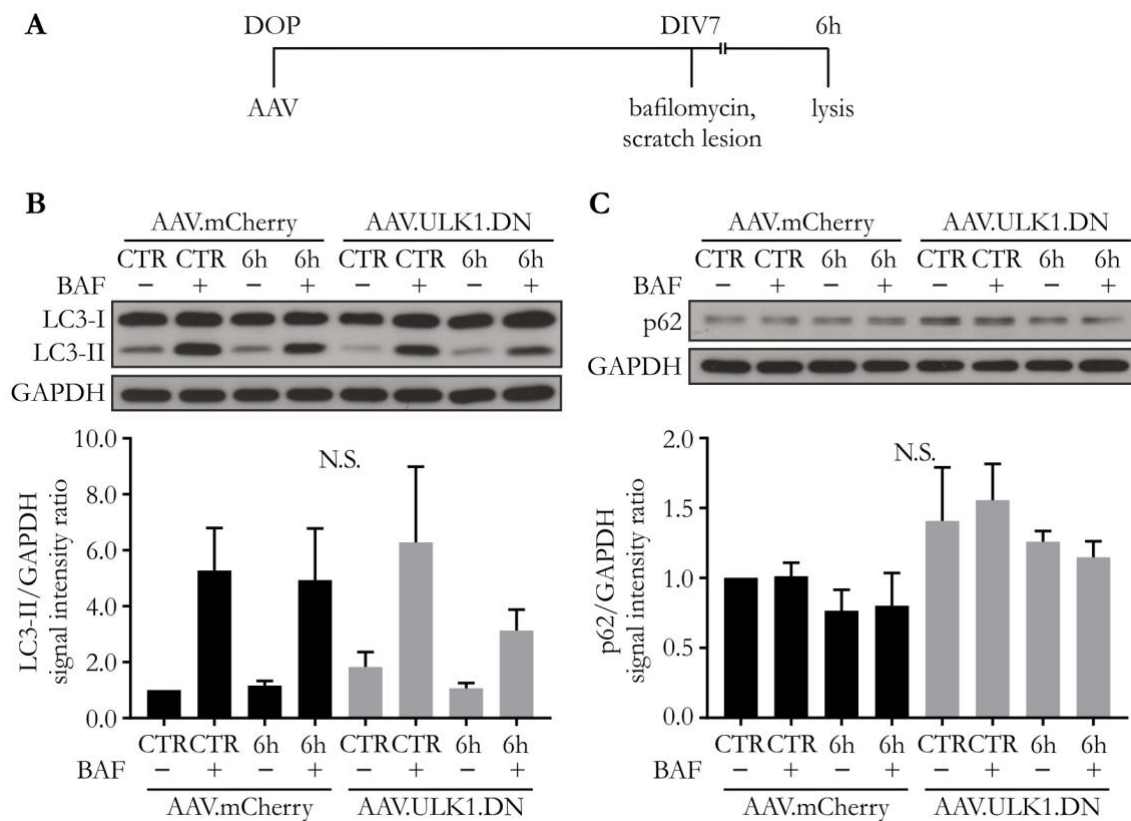 A
DOP DIV7 6h
AAV bafilomycin, scratch lesion lysis
B
AAV.mCherry AAV.ULK1.DN
CTR CTR 6h 6h CTR CTR 6h 6h
BAF − + − + − + − +
LC3-I
LC3-II
GAPDH
LC3-II/GAPDH
signal intensity ratio
10.0
8.0
6.0
4.0
2.0
0.0
N.S.
CTR CTR 6h 6h CTR CTR 6h 6h
BAF − + − + − + − +
AAV.mCherry AAV.ULK1.DN
C
AAV.mCherry AAV.ULK1.DN
CTR CTR 6h 6h CTR CTR 6h 6h
BAF − + − + − + − +
p62
GAPDH
p62/GAPDH
signal intensity ratio
2.0
1.5
1.0
0.5
0.0
N.S.
CTR CTR 6h 6h CTR CTR 6h 6h
BAF − + − + − + − +
AAV.mCherry AAV.ULK1.DN